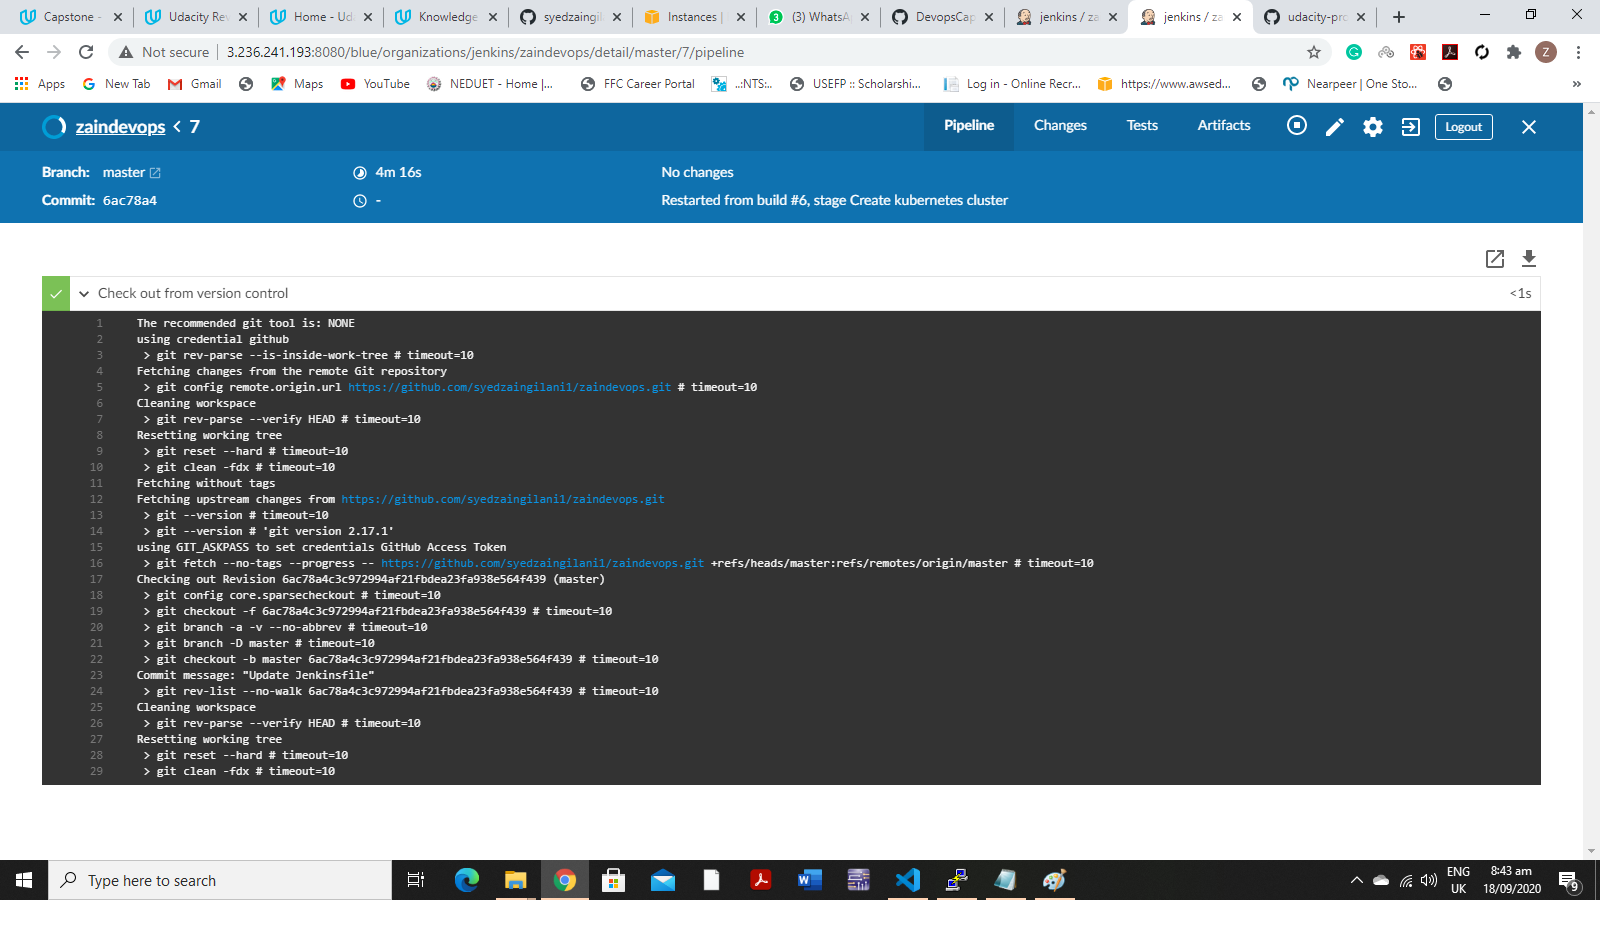 Capstone -
Udacity Rev
Home - Ud
Knowledge
syedzaingil
Instances |
(3) WhatsA
DevopsCap
jenkins / za
jenkins / za
udacity-pro
Not secure
3.236.241.193:8080/blue/organizations/jenkins/zaindevops/detail/master/7/pipeline
Z
Apps
New Tab
Gmail
Maps
YouTube
NEDUET - Home |...
FFC Career Portal
..:NTS:..
USEFP :: Scholarshi...
Log in - Online Recr...
https://www.awsed...
Nearpeer | One Sto...
»
zaindevops < 7
Pipeline
Changes
Tests
Artifacts
Logout
Branch: master
4m 16s
No changes
Commit: 6ac78a4
-
Restarted from build #6, stage Create kubernetes cluster
Check out from version control
<1s
1 The recommended git tool is: NONE
2 using credential github
3 > git rev-parse --is-inside-work-tree # timeout=10
4 Fetching changes from the remote Git repository
5 > git config remote.origin.url https://github.com/syedzaingilani1/zaindevops.git # timeout=10
6 Cleaning workspace
7 > git rev-parse --verify HEAD # timeout=10
8 Resetting working tree
9 > git reset --hard # timeout=10
10 > git clean -fdx # timeout=10
11 Fetching without tags
12 Fetching upstream changes from https://github.com/syedzaingilani1/zaindevops.git
13 > git --version # timeout=10
14 > git --version # 'git version 2.17.1'
15 using GIT_ASKPASS to set credentials GitHub Access Token
16 > git fetch --no-tags --progress -- https://github.com/syedzaingilani1/zaindevops.git +refs/heads/master:refs/remotes/origin/master # timeout=10
17 Checking out Revision 6ac78a4c3c972994af21fbdea23fa938e564f439 (master)
18 > git config core.sparsecheckout # timeout=10
19 > git checkout -f 6ac78a4c3c972994af21fbdea23fa938e564f439 # timeout=10
20 > git branch -a -v --no-abbrev # timeout=10
21 > git branch -D master # timeout=10
22 > git checkout -b master 6ac78a4c3c972994af21fbdea23fa938e564f439 # timeout=10
23 Commit message: "Update Jenkinsfile"
24 > git rev-list --no-walk 6ac78a4c3c972994af21fbdea23fa938e564f439 # timeout=10
25 Cleaning workspace
26 > git rev-parse --verify HEAD # timeout=10
27 Resetting working tree
28 > git reset --hard # timeout=10
29 > git clean -fdx # timeout=10
Type here to search
ENG
UK
8:43 am
18/09/2020
9